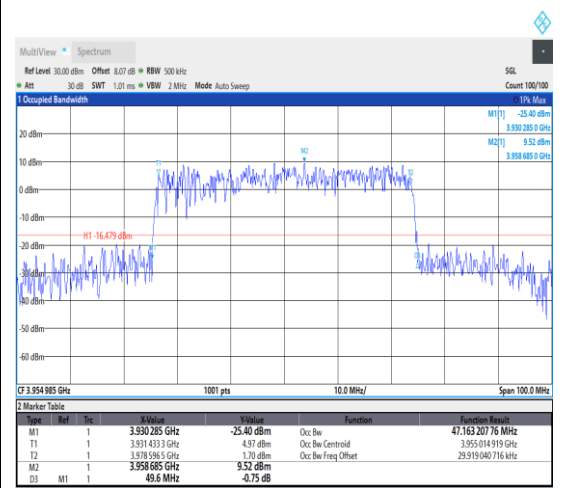 MultiView Spectrum
Ref Level 30.00 dBm Offset 8.07 dB RBW 500 kHz SGL
Att 30 dB SWT 1.01 ms VBW 2 MHz Mode Auto Sweep Count 100/100
1 Occupied Bandwidth 1Pk Max
M1[1] -25.40 dBm
3.930 285 0 GHz
M2[1] 9.52 dBm
3.958 685 0 GHz
20 dBm
M2
10 dBm
T1
T2
0 dBm
-10 dBm
H1 -16.479 dBm
-20 dBm
M1
D3
-30 dBm
-40 dBm
-50 dBm
-60 dBm
CF 3.954 985 GHz 1001 pts 10.0 MHz/ Span 100.0 MHz
2 Marker Table
Type Ref Trc X-Value Y-Value Function Function Result
M1 1 3.930 285 GHz -25.40 dBm Occ Bw 47.163 207 76 MHz
T1 1 3.931 433 3 GHz 4.97 dBm Occ Bw Centroid 3.955 014 919 GHz
T2 1 3.978 596 5 GHz 1.70 dBm Occ Bw Freq Offset 29.919 040 716 kHz
M2 1 3.958 685 GHz 9.52 dBm
D3 M1 1 49.6 MHz -0.75 dB